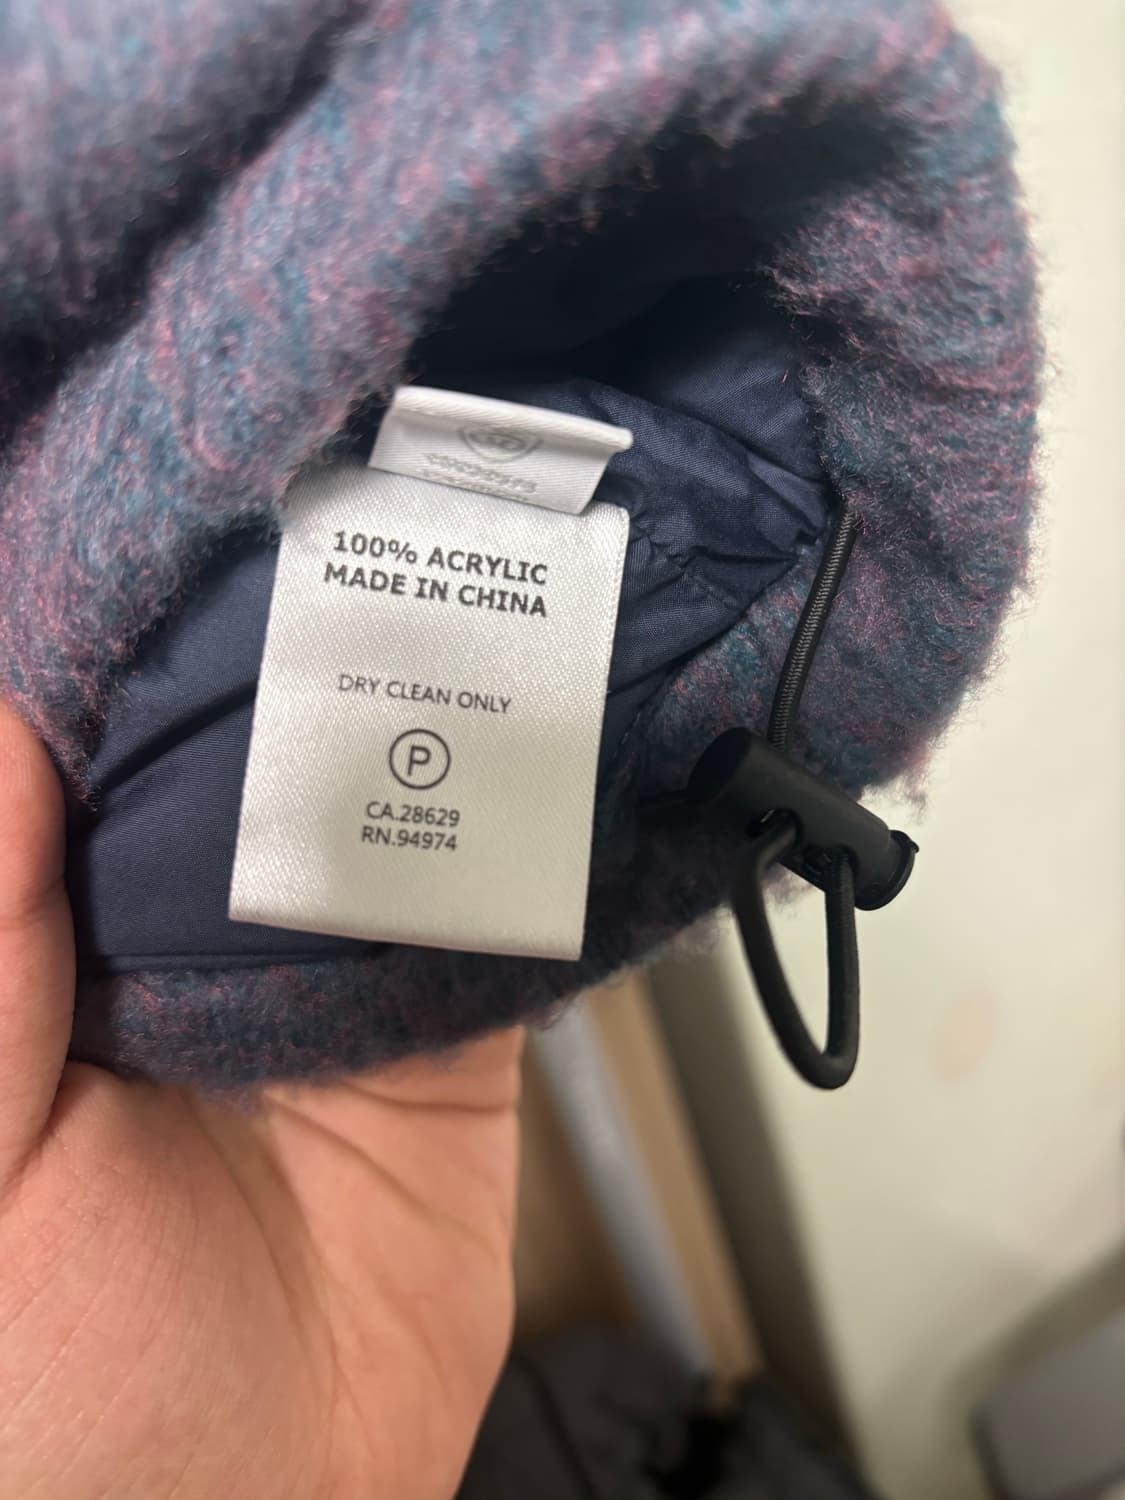 100% ACRYLIC
MADE IN CHINA
DRY CLEAN ONLY
P
CA.28629
RN.94974